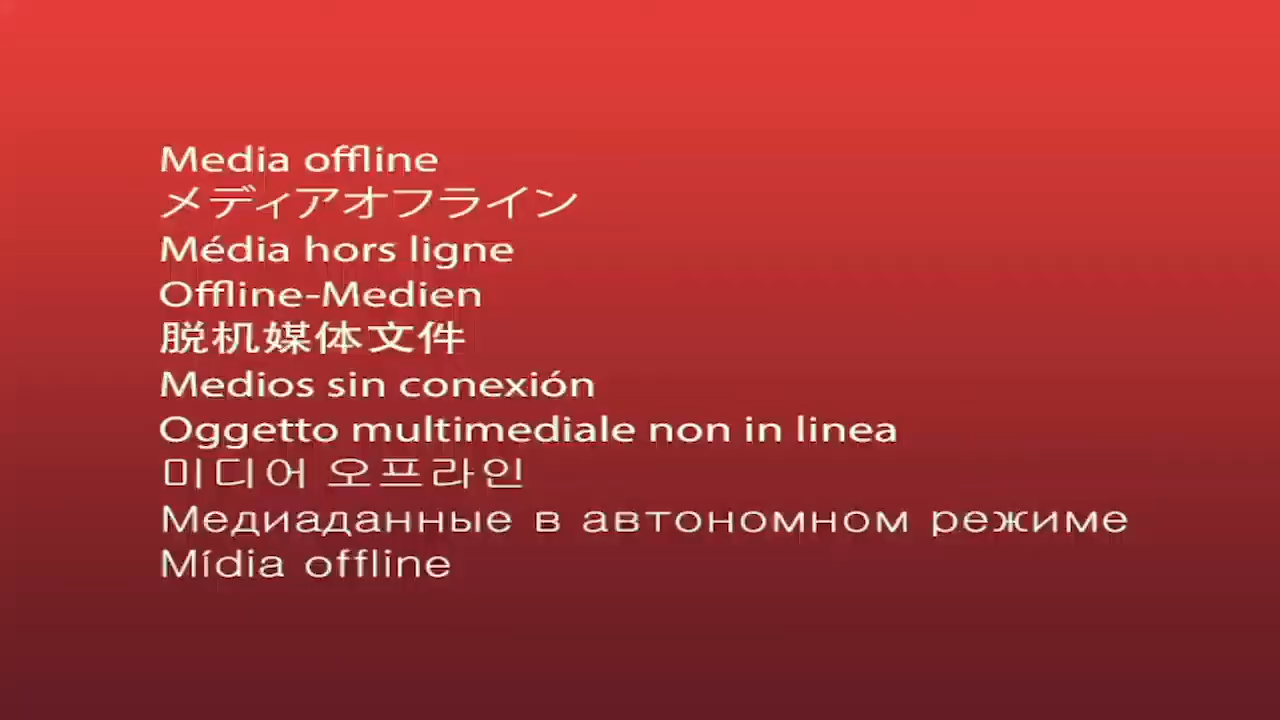 Media offline
メディアオフライン
Média hors ligne
Offline-Medien
脱机媒体文件
Medios sin conexión
Oggetto multimediale non in linea
미디어 오프라인
Медиаданные в автономном режиме
Mídia offline